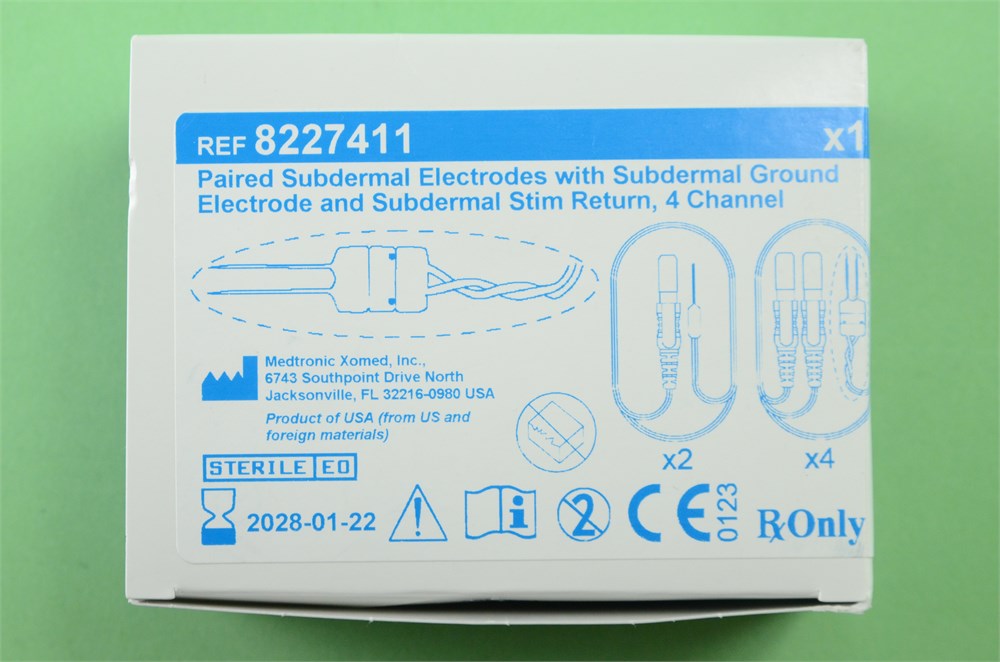 REF 8227411 x1
Paired Subdermal Electrodes with Subdermal Ground
Electrode and Subdermal Stim Return, 4 Channel
Medtronic Xomed, Inc.,
6743 Southpoint Drive North
Jacksonville, FL 32216-0980 USA
Product of USA (from US and
foreign materials)
x2
x4
STERILE EO
2028-01-22
!
i
2
CE
0123
Rx Only